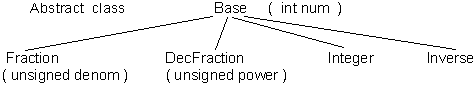 Abstract class Base ( int num )
Fraction DecFraction Integer Inverse
( unsigned denom ) ( unsigned power )